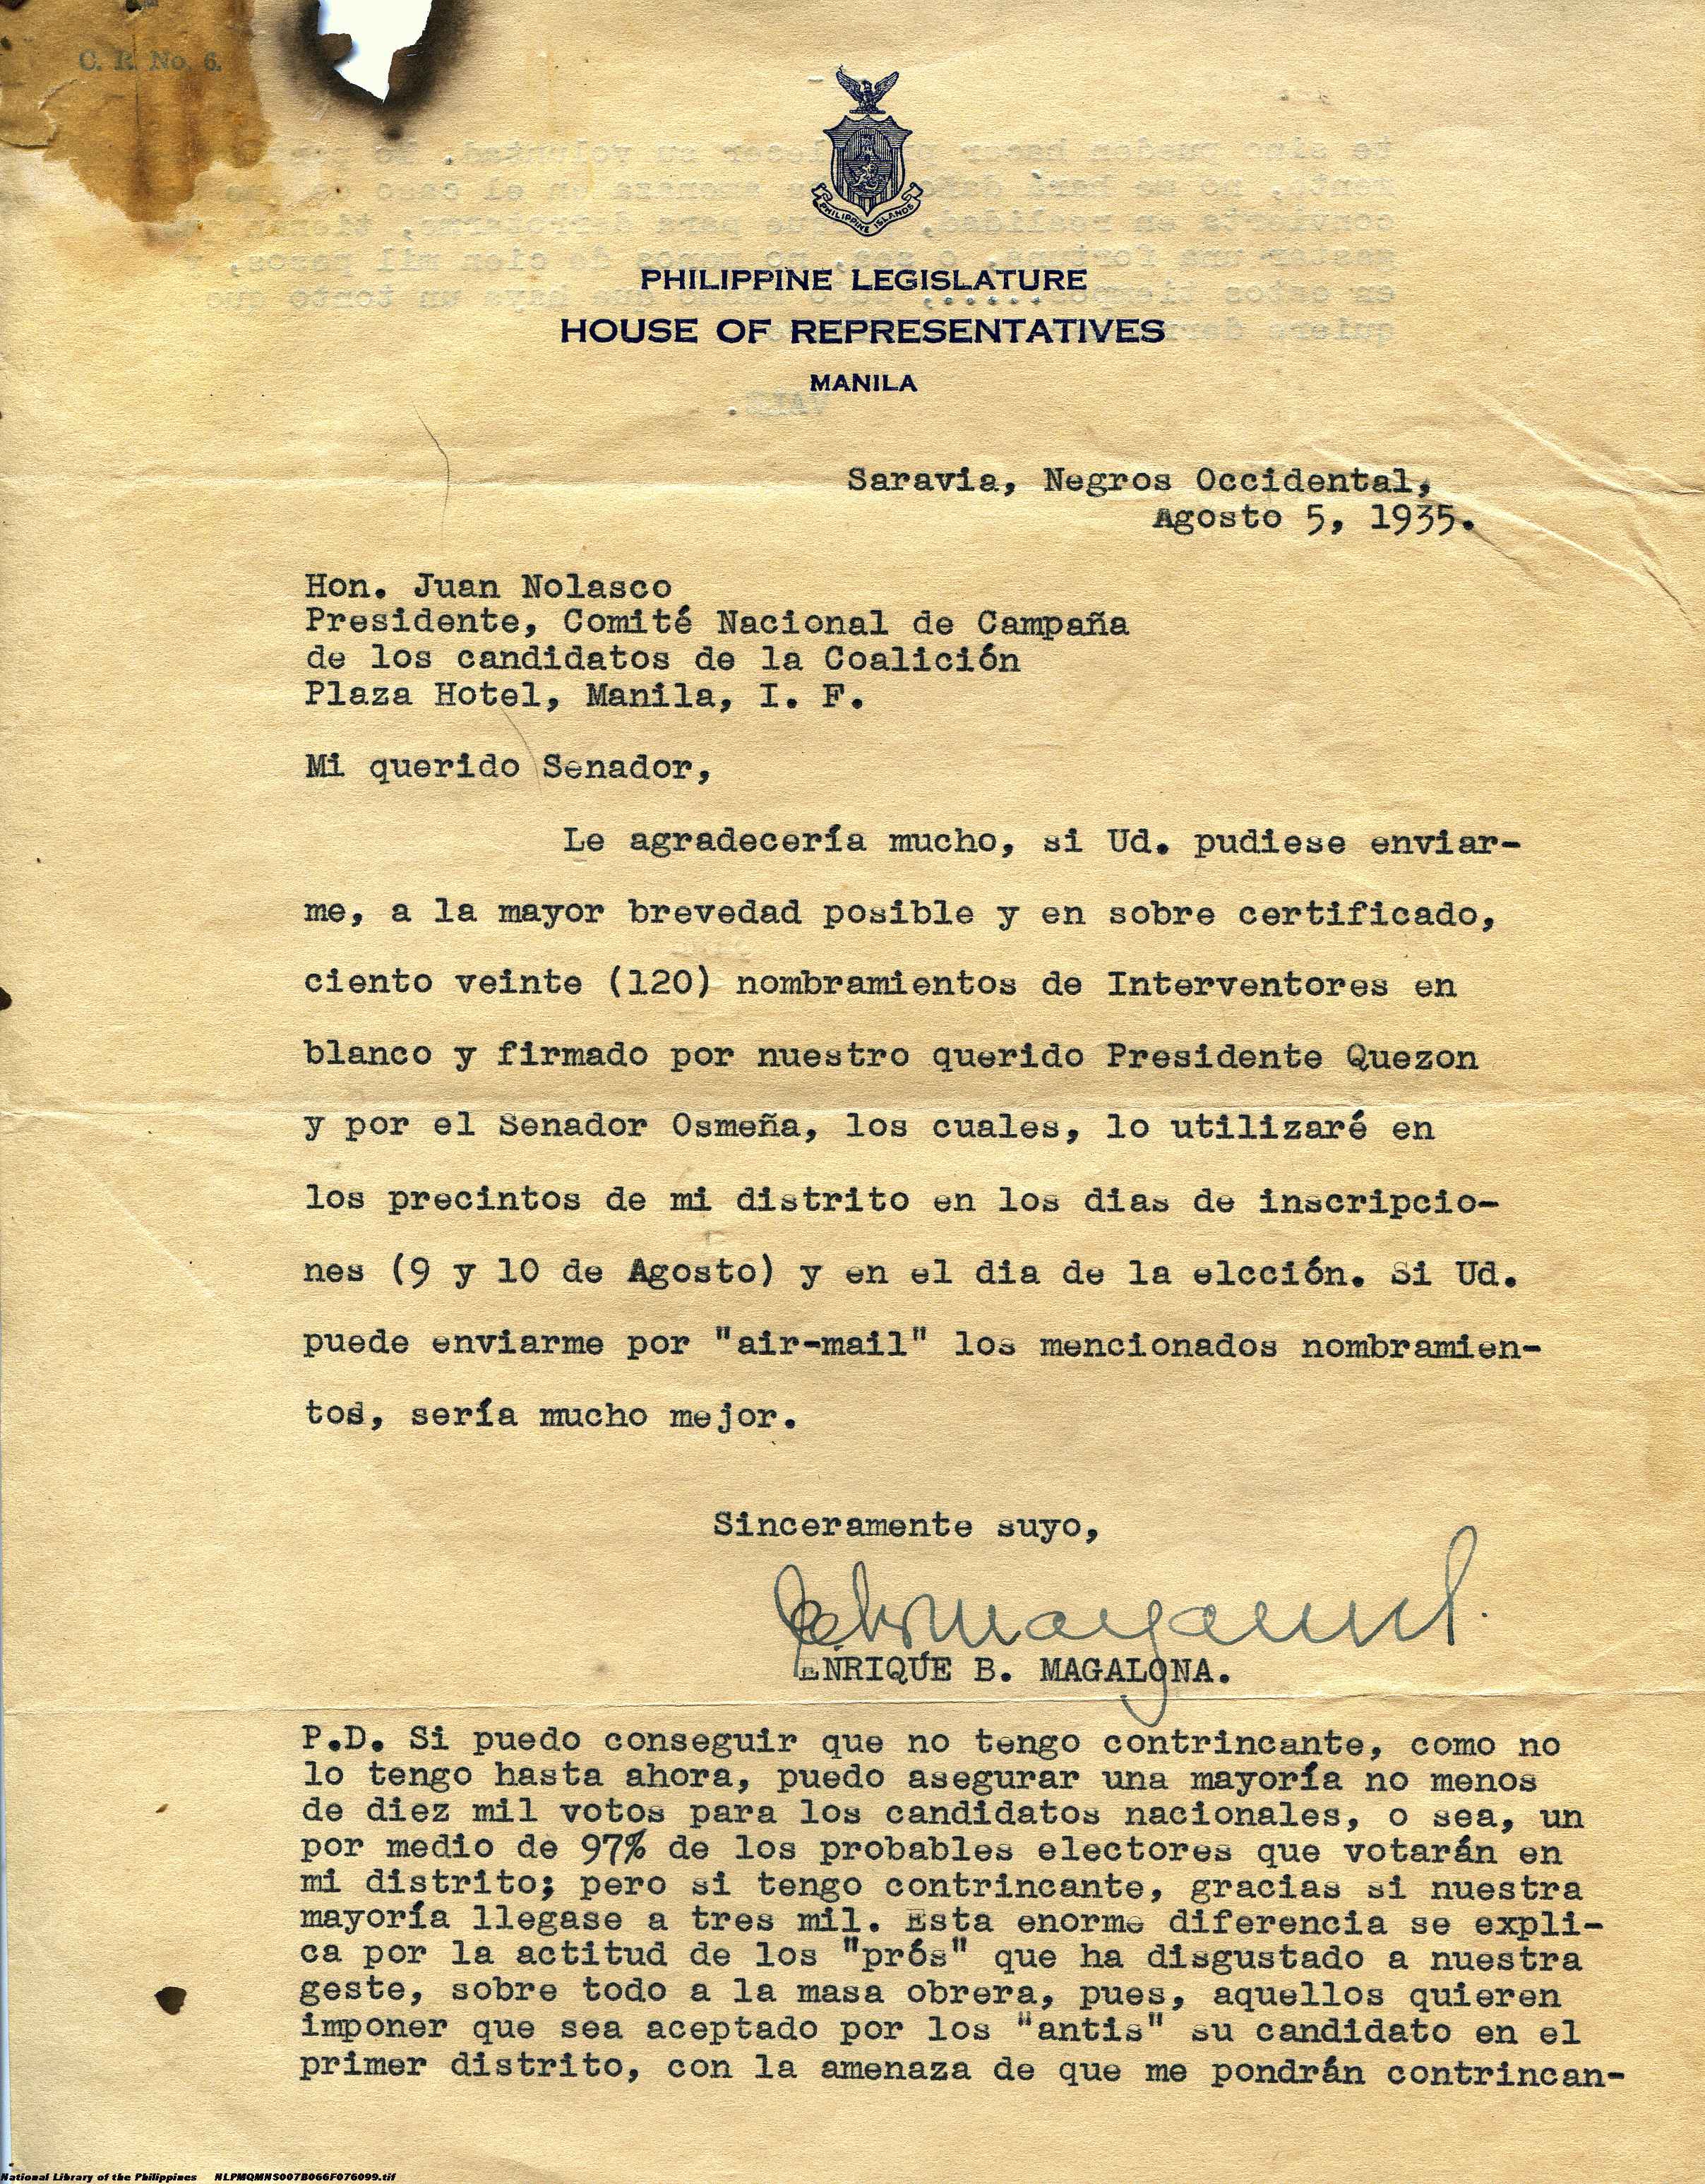 C. R. No. 6.
PHILIPPINE ISLANDS
PHILIPPINE LEGISLATURE
HOUSE OF REPRESENTATIVES
MANILA
Saravia, Negros Occidental,
Agosto 5, 1935.
Hon. Juan Nolasco
Presidente, Comité Nacional de Campaña
de los candidatos de la Coalición
Plaza Hotel, Manila, I. F.
Mi querido Senador,
Le agradecería mucho, si Ud. pudiese enviar-
me, a la mayor brevedad posible y en sobre certificado,
ciento veinte (120) nombramientos de Interventores en
blanco y firmado por nuestro querido Presidente Quezon
y por el Senador Osmeña, los cuales, lo utilizaré en
los precintos de mi distrito en los dias de inscripcio-
nes (9 y 10 de Agosto) y en el dia de la elcción. Si Ud.
puede enviarme por "air-mail" los mencionados nombramien-
tos, sería mucho mejor.
Sinceramente suyo,
ENRIQUE B. MAGALONA.
P.D. Si puedo conseguir que no tengo contrincante, como no
lo tengo hasta ahora, puedo asegurar una mayoría no menos
de diez mil votos para los candidatos nacionales, o sea, un
por medio de 97% de los probables electores que votarán en
mi distrito; pero si tengo contrincante, gracias si nuestra
mayoría llegase a tres mil. Esta enorme diferencia se expli-
ca por la actitud de los "prós" que ha disgustado a nuestra
geste, sobre todo a la masa obrera, pues, aquellos quieren
imponer que sea aceptado por los "antis" su candidato en el
primer distrito, con la amenaza de que me pondrán contrincan-
National Library of the Philippines NLPMQMNS007B066F076099.tif